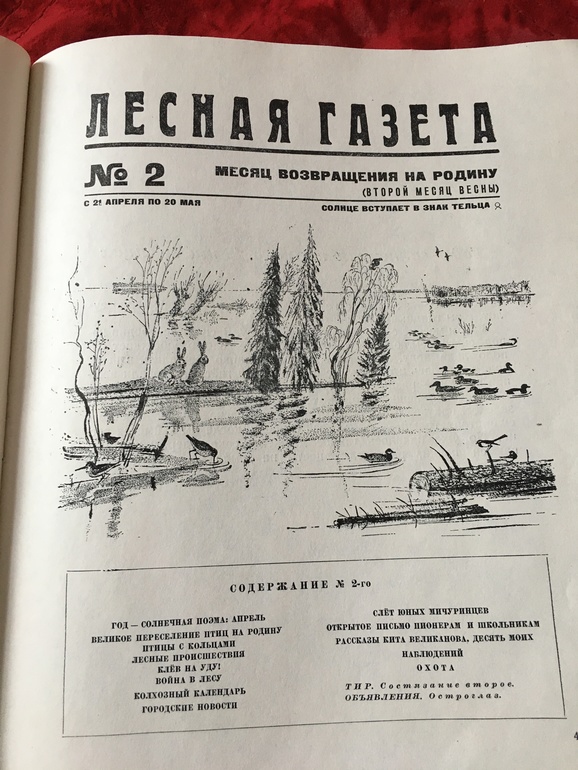 ЛЕСНАЯ ГАЗЕТА
№ 2
МЕСЯЦ ВОЗВРАЩЕНИЯ НА РОДИНУ
(ВТОРОЙ МЕСЯЦ ВЕСНЫ)
С 21 АПРЕЛЯ ПО 20 МАЯ
СОЛНЦЕ ВСТУПАЕТ В ЗНАК ТЕЛЬЦА
СОДЕРЖАНИЕ № 2-го
ГОД — СОЛНЕЧНАЯ ПОЭМА: АПРЕЛЬ
ВЕЛИКОЕ ПЕРЕСЕЛЕНИЕ ПТИЦ НА РОДИНУ
ПТИЦЫ С КОЛЬЦАМИ
ЛЕСНЫЕ ПРОИСШЕСТВИЯ
КЛЁВ НА УДУ!
ВОЙНА В ЛЕСУ
КОЛХОЗНЫЙ КАЛЕНДАРЬ
ГОРОДСКИЕ НОВОСТИ
СЛЁТ ЮНЫХ МИЧУРИНЦЕВ
ОТКРЫТОЕ ПИСЬМО ПИОНЕРАМ И ШКОЛЬНИКАМ
РАССКАЗЫ КИТА ВЕЛИКАНОВА, ДЕСЯТЬ МОИХ
НАБЛЮДЕНИЙ
ОХОТА
ТИР. Состязание второе.
ОБЪЯВЛЕНИЯ. Остроглаз.